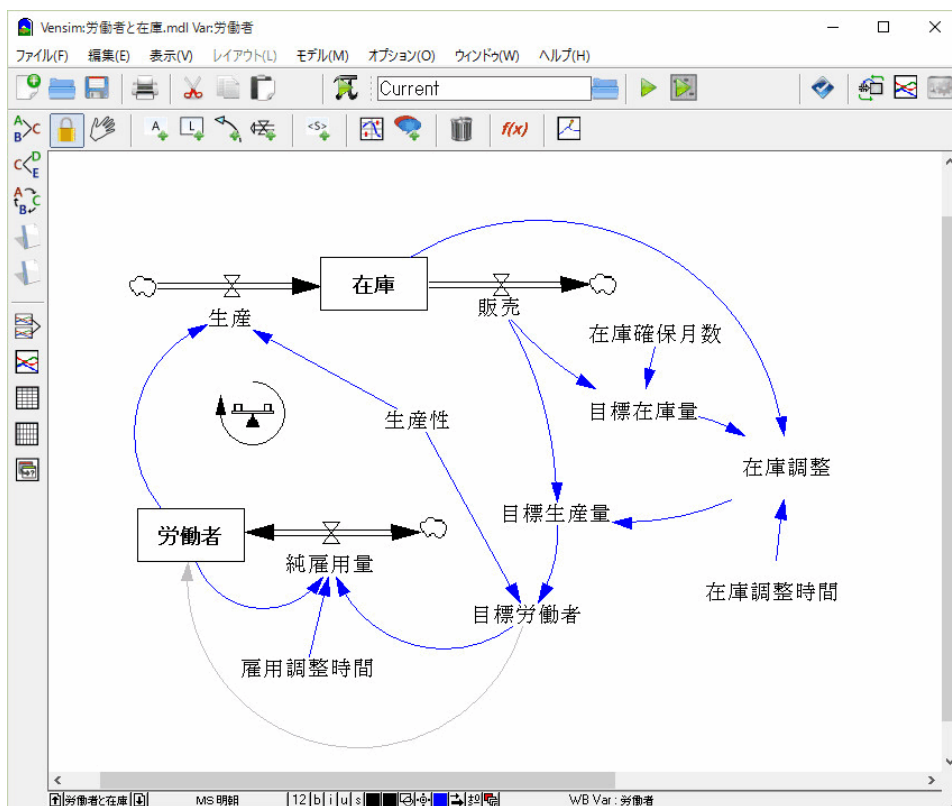 Vensim:労働者と在庫.mdl Var:労働者
ファイル(F) 編集(E) 表示(V) レイアウト(L) モデル(M) オプション(O) ウィンドゥ(W) ヘルプ(H)
Current
A B C
A L <S> f(x)
C D E
A C B
在庫
生産
販売
在庫確保月数
目標在庫量
生産性
在庫調整
目標生産量
労働者
純雇用量
在庫調整時間
目標労働者
雇用調整時間
労働者と在庫 MS 明朝 12 b i u s WB Var : 労働者